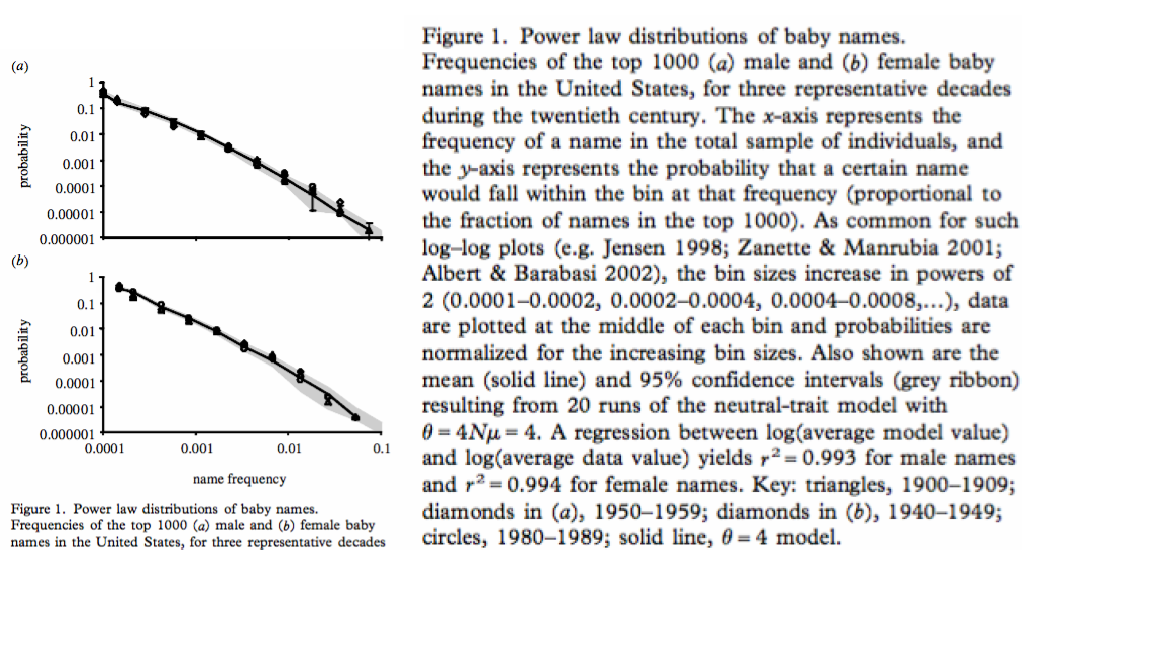 (a)
1
0.1
0.01
0.001
0.0001
0.00001
0.000001
probability
(b)
1
0.1
0.01
0.001
0.0001
0.00001
0.000001
probability
0.0001 0.001 0.01 0.1
name frequency
Figure 1. Power law distributions of baby names.
Frequencies of the top 1000 (a) male and (b) female baby
names in the United States, for three representative decades
Figure 1. Power law distributions of baby names.
Frequencies of the top 1000 (a) male and (b) female baby
names in the United States, for three representative decades
during the twentieth century. The x-axis represents the
frequency of a name in the total sample of individuals, and
the y-axis represents the probability that a certain name
would fall within the bin at that frequency (proportional to
the fraction of names in the top 1000). As common for such
log–log plots (e.g. Jensen 1998; Zanette & Manrubia 2001;
Albert & Barabasi 2002), the bin sizes increase in powers of
2 (0.0001–0.0002, 0.0002–0.0004, 0.0004–0.0008,...), data
are plotted at the middle of each bin and probabilities are
normalized for the increasing bin sizes. Also shown are the
mean (solid line) and 95% confidence intervals (grey ribbon)
resulting from 20 runs of the neutral-trait model with
θ = 4Nμ = 4. A regression between log(average model value)
and log(average data value) yields r² = 0.993 for male names
and r² = 0.994 for female names. Key: triangles, 1900–1909;
diamonds in (a), 1950–1959; diamonds in (b), 1940–1949;
circles, 1980–1989; solid line, θ = 4 model.